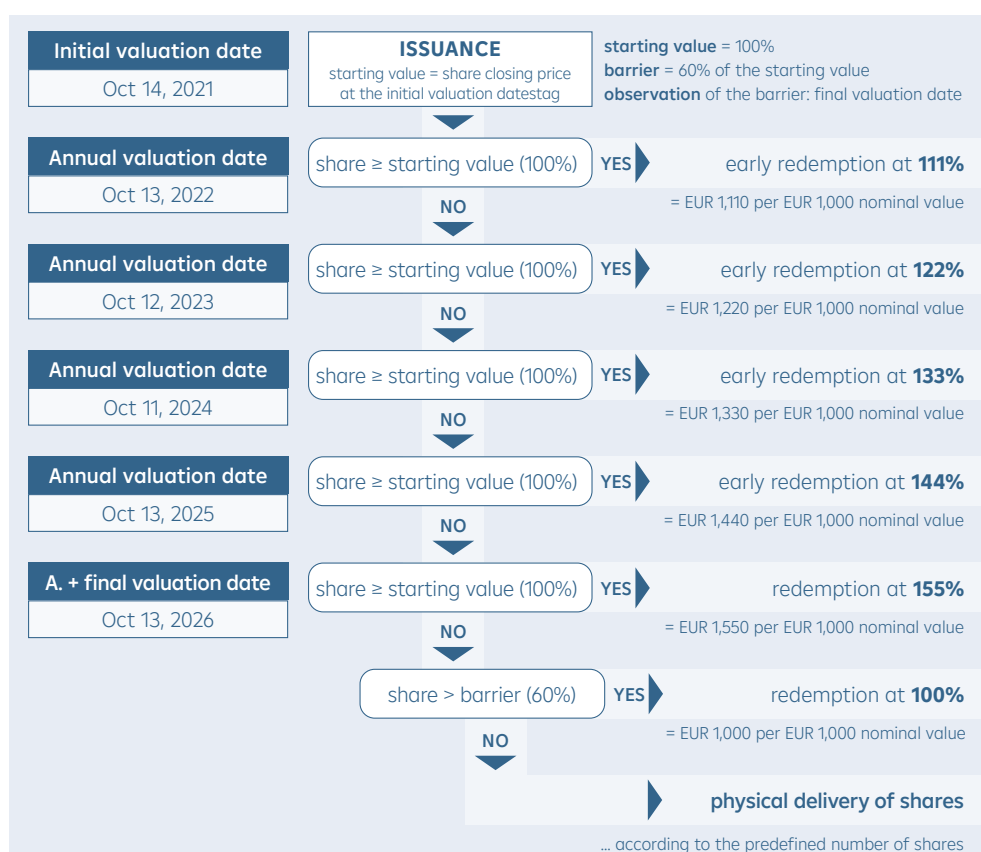 Initial valuation date
Oct 14, 2021
ISSUANCE
starting value = share closing price
at the initial valuation datestag
starting value = 100%
barrier = 60% of the starting value
observation of the barrier: final valuation date
Annual valuation date
Oct 13, 2022
share ≥ starting value (100%)
YES
early redemption at 111%
= EUR 1,110 per EUR 1,000 nominal value
NO
Annual valuation date
Oct 12, 2023
share ≥ starting value (100%)
YES
early redemption at 122%
= EUR 1,220 per EUR 1,000 nominal value
NO
Annual valuation date
Oct 11, 2024
share ≥ starting value (100%)
YES
early redemption at 133%
= EUR 1,330 per EUR 1,000 nominal value
NO
Annual valuation date
Oct 13, 2025
share ≥ starting value (100%)
YES
early redemption at 144%
= EUR 1,440 per EUR 1,000 nominal value
NO
A. + final valuation date
Oct 13, 2026
share ≥ starting value (100%)
YES
redemption at 155%
= EUR 1,550 per EUR 1,000 nominal value
NO
share > barrier (60%)
YES
redemption at 100%
= EUR 1,000 per EUR 1,000 nominal value
NO
physical delivery of shares
... according to the predefined number of shares